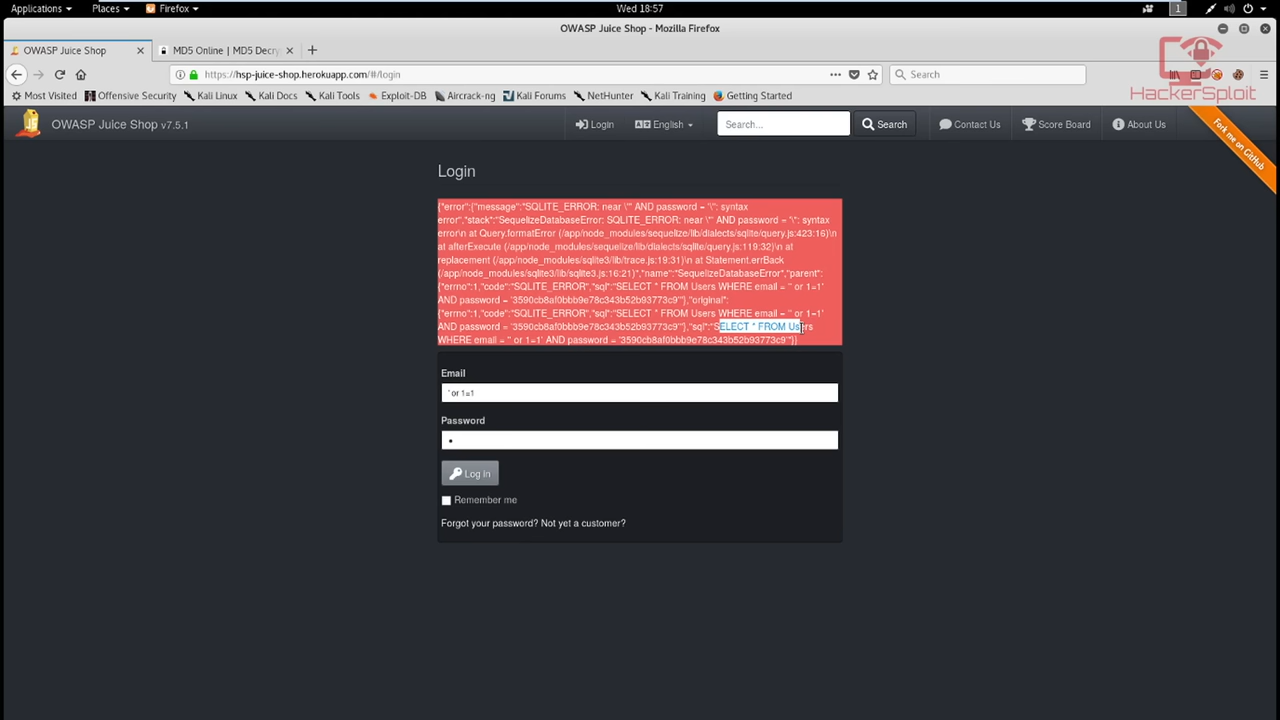 Applications Places Firefox Wed 18:57 1
OWASP Juice Shop - Mozilla Firefox
OWASP Juice Shop MD5 Online | MD5 Decry
https://hsp-juice-shop.herokuapp.com/#/login Search
Most Visited Offensive Security Kali Linux Kali Docs Kali Tools Exploit-DB Aircrack-ng Kali Forums NetHunter Kali Training Getting Started
HackerSploit
OWASP Juice Shop v7.5.1 Login English Search... Search Contact Us Score Board About Us
Fork me on GitHub
Login
{"error":{"message":"SQLITE_ERROR: near \"' AND password = '\": syntax
error","stack":"SequelizeDatabaseError: SQLITE_ERROR: near \"' AND password = '\": syntax
error\n at Query.formatError (/app/node_modules/sequelize/lib/dialects/sqlite/query.js:423:16)\n
at afterExecute (/app/node_modules/sequelize/lib/dialects/sqlite/query.js:119:32)\n at
replacement (/app/node_modules/sqlite3/lib/trace.js:19:31)\n at Statement.errBack
(/app/node_modules/sqlite3/lib/sqlite3.js:16:21)","name":"SequelizeDatabaseError","parent":
{"errno":1,"code":"SQLITE_ERROR","sql":"SELECT * FROM Users WHERE email = '' or 1=1'
AND password = '3590cb8af0bbb9e78c343b52b93773c9'"},"original":
{"errno":1,"code":"SQLITE_ERROR","sql":"SELECT * FROM Users WHERE email = '' or 1=1'
AND password = '3590cb8af0bbb9e78c343b52b93773c9'"},"sql":"SELECT * FROM Users
WHERE email = '' or 1=1' AND password = '3590cb8af0bbb9e78c343b52b93773c9'"}}
Email
' or 1=1
Password
Log in
Remember me
Forgot your password? Not yet a customer?